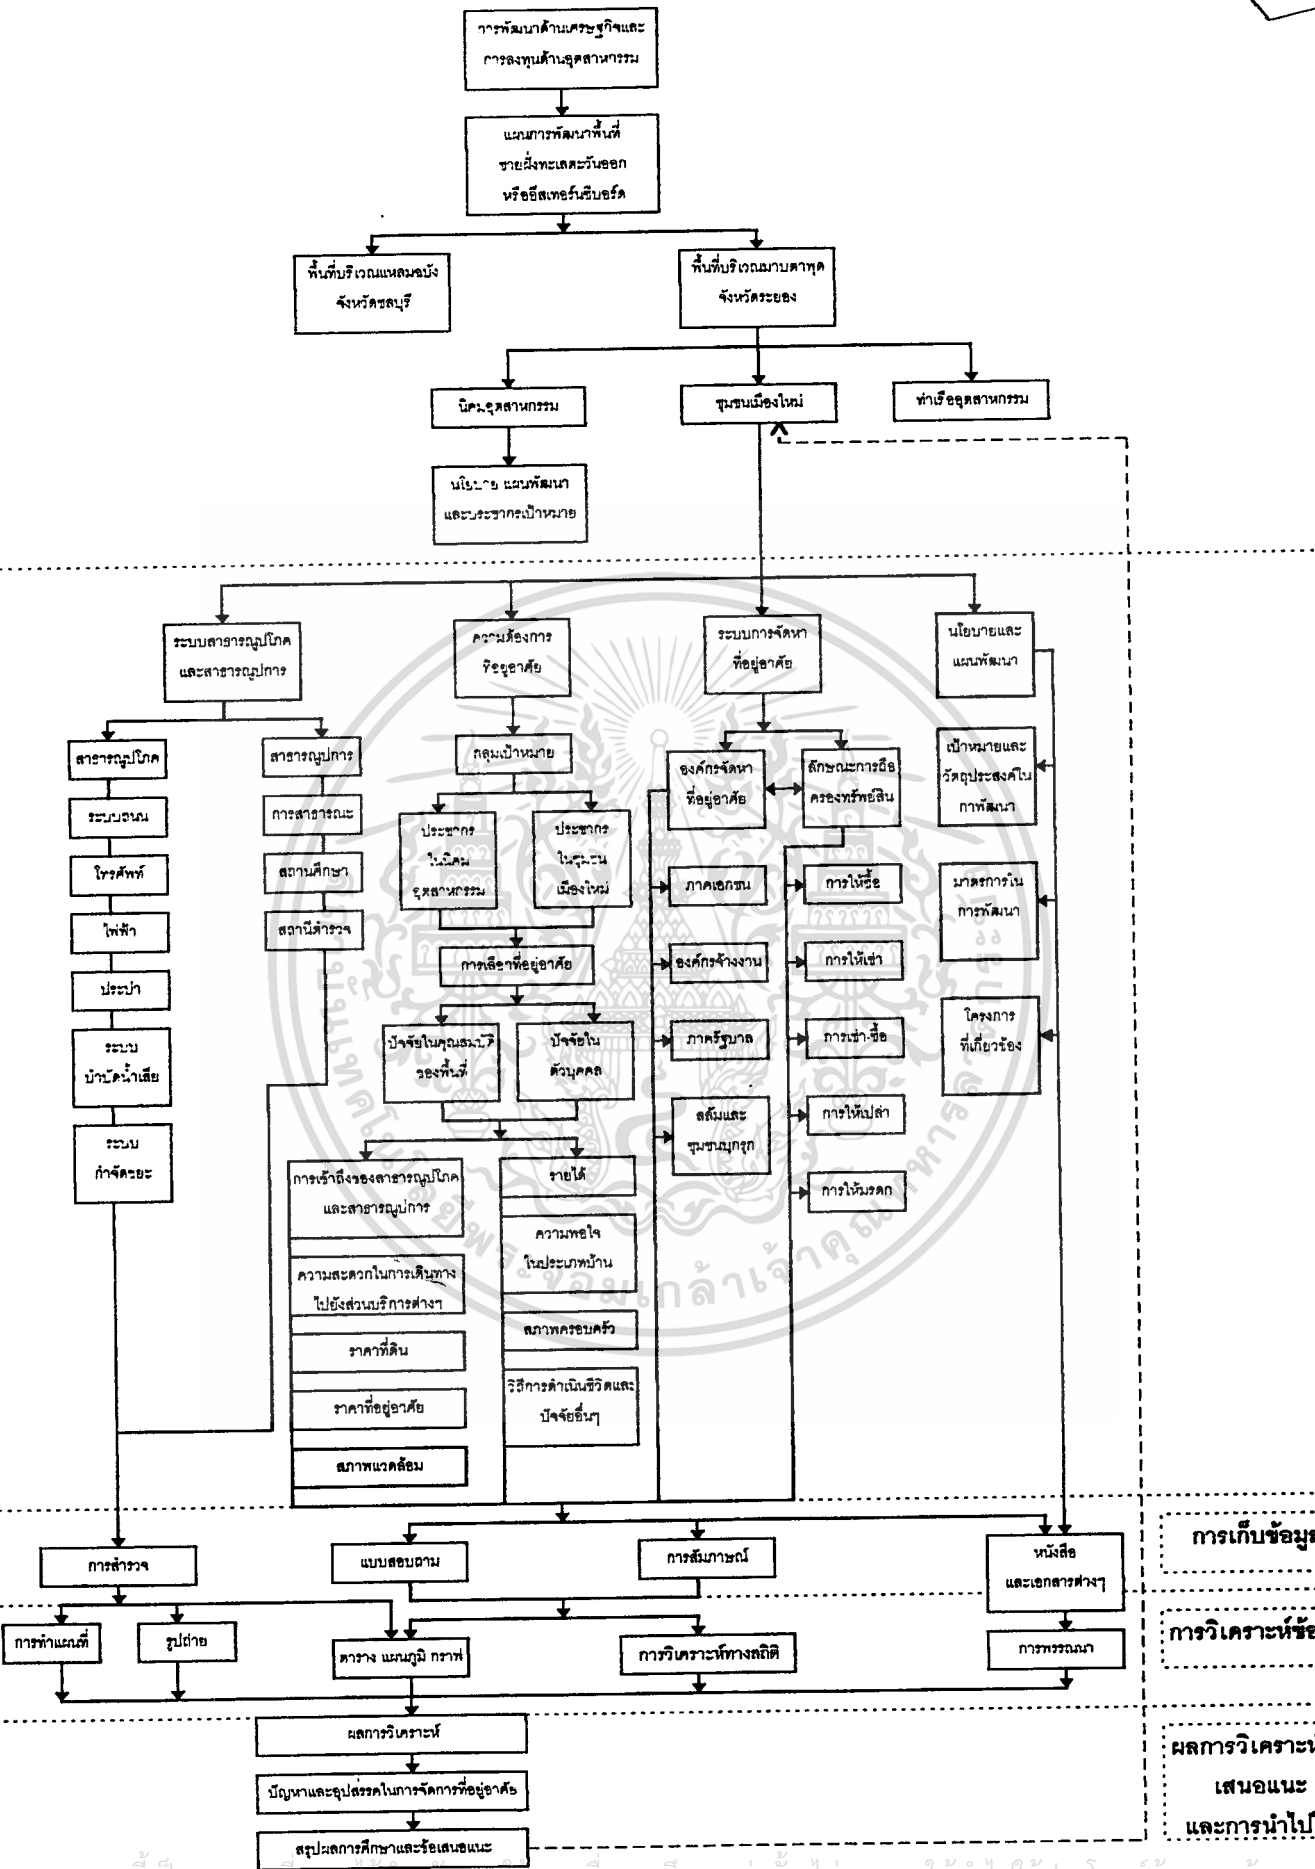 การพัฒนาด้านเศรษฐกิจและ
การลงทุนด้านอุตสาหกรรม
แผนการพัฒนาพื้นที่
ชายฝั่งทะเลตะวันออก
หรืออีสเทอร์นซีบอร์ด
พื้นที่บริเวณแหลมฉบัง
จังหวัดชลบุรี
พื้นที่บริเวณมาบตาพุด
จังหวัดระยอง
นิคมอุตสาหกรรม
ชุมชนเมืองใหม่
ท่าเรืออุตสาหกรรม
นโยบาย แผนพัฒนา
และประชากรเป้าหมาย
ระบบสาธารณูปโภค
และสาธารณูปการ
ความต้องการ
ที่อยู่อาศัย
ระบบการจัดหา
ที่อยู่อาศัย
นโยบายและ
แผนพัฒนา
สาธารณูปโภค
ระบบถนน
โทรศัพท์
ไฟฟ้า
ประปา
ระบบ
บำบัดน้ำเสีย
ระบบ
กำจัดขยะ
สาธารณูปการ
การสาธารณะ
สถานศึกษา
สถานีตำรวจ
กลุ่มเป้าหมาย
ประชากร
ในนิคม
อุตสาหกรรม
ประชากร
ในชุมชน
เมืองใหม่
การเลือกที่อยู่อาศัย
ปัจจัยในคุณสมบัติ
ของพื้นที่
ปัจจัยใน
ตัวบุคคล
การเข้าถึงของสาธารณูปโภค
และสาธารณูปการ
ความสะดวกในการเดินทาง
ไปยังส่วนบริการต่างๆ
ราคาที่ดิน
ราคาที่อยู่อาศัย
สภาพแวดล้อม
รายได้
ความพอใจ
ในประเภทบ้าน
สภาพครอบครัว
วิธีการดำเนินชีวิตและ
ปัจจัยอื่นๆ
องค์กรจัดหา
ที่อยู่อาศัย
ภาคเอกชน
องค์กรจ้างงาน
ภาครัฐบาล
สลัมและ
ชุมชนบุกรุก
ลักษณะการถือ
ครองทรัพย์สิน
การให้ซื้อ
การให้เช่า
การเช่า-ซื้อ
การให้เปล่า
การให้มรดก
เป้าหมายและ
วัตถุประสงค์ใน
กาพัฒนา
มาตรการใน
การพัฒนา
โครงการ
ที่เกี่ยวข้อง
การสำรวจ
แบบสอบถาม
การสัมภาษณ์
หนังสือ
และเอกสารต่างๆ
การเก็บข้อมูล
การทำแผนที่
รูปถ่าย
ตาราง แผนภูมิ กราฟ
การวิเคราะห์ทางสถิติ
การพรรณนา
การวิเคราะห์ข้อ
ผลการวิเคราะห์
ปัญหาและอุปสรรคในการจัดการที่อยู่อาศัย
สรุปผลการศึกษาและข้อเสนอแนะ
ผลการวิเคราะห์
เสนอแนะ
และการนำไปใ